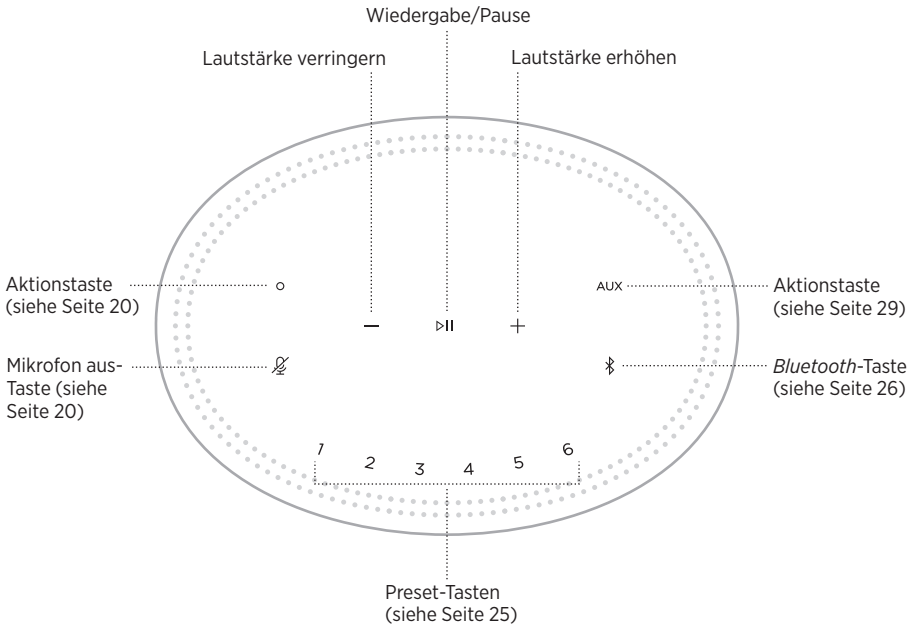 Wiedergabe/Pause
Lautstärke verringern
Lautstärke erhöhen
Aktionstaste
(siehe Seite 20)
AUX
Aktionstaste
(siehe Seite 29)
Mikrofon aus-
Taste (siehe
Seite 20)
Bluetooth-Taste
(siehe Seite 26)
1 2 3 4 5 6
Preset-Tasten
(siehe Seite 25)